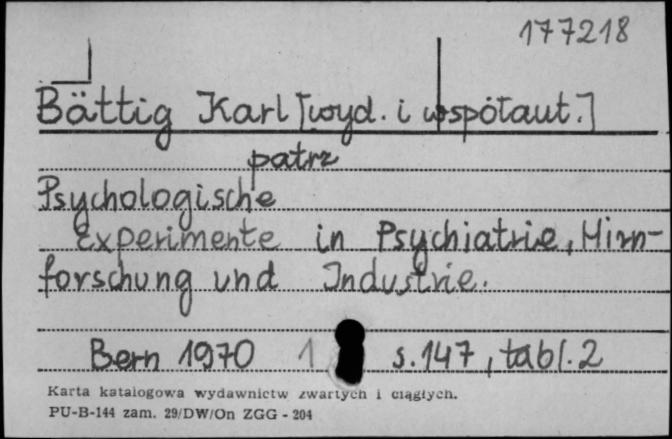 177218
Bättig Karl [wyd. i współaut.]
patrz
Psychologische
Experimente in Psychiatrie, Hirn-
forschung und Industrie.
Bern 1970 1 s. 147, tabl. 2
Karta katalogowa wydawnictw zwartych i ciągłych.
PU-B-144 zam. 29/DW/On ZGG - 204